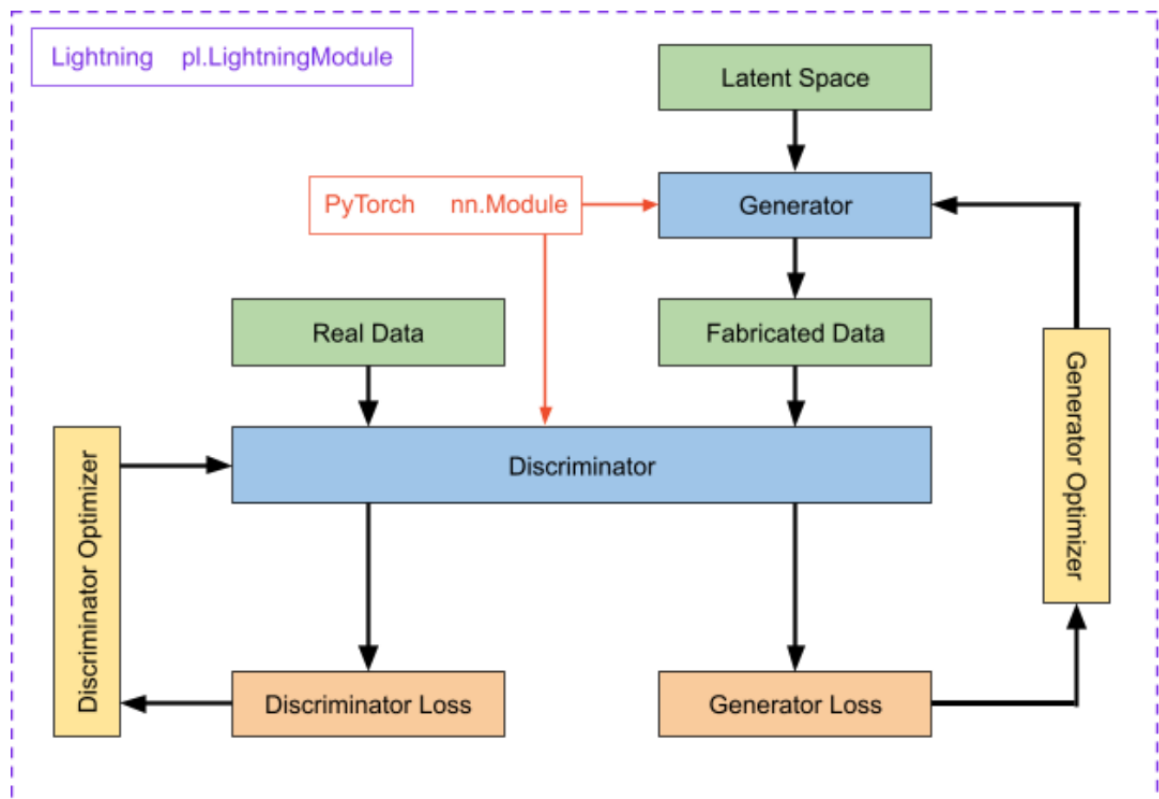 Lightning pl.LightningModule
Latent Space
PyTorch nn.Module
Generator
Real Data
Fabricated Data
Generator Optimizer
Discriminator
Discriminator Optimizer
Discriminator Loss
Generator Loss